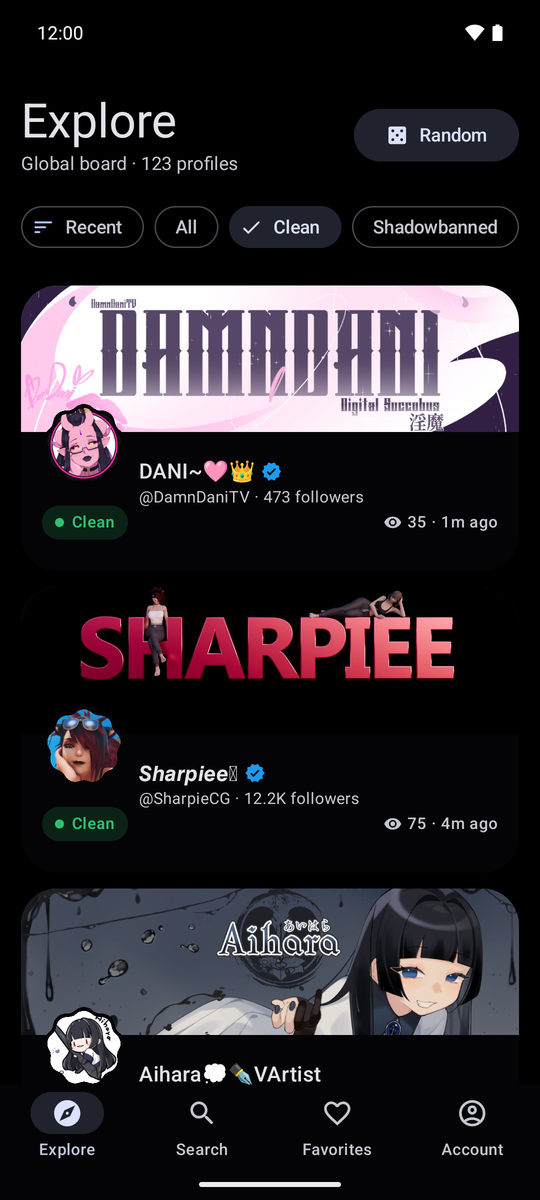 12:00
Explore
Random
Global board · 123 profiles
Recent
All
Clean
Shadowbanned
DamnDaniTV
DAMNDANI
Digital Succubus
淫魔
DANI~🩷👑
@DamnDaniTV · 473 followers
Clean
35 · 1m ago
SHARPIEE
Sharpiee
@SharpieCG · 12.2K followers
Clean
75 · 4m ago
あいはら
Aihara
Aihara💭✒️VArtist
Explore
Search
Favorites
Account